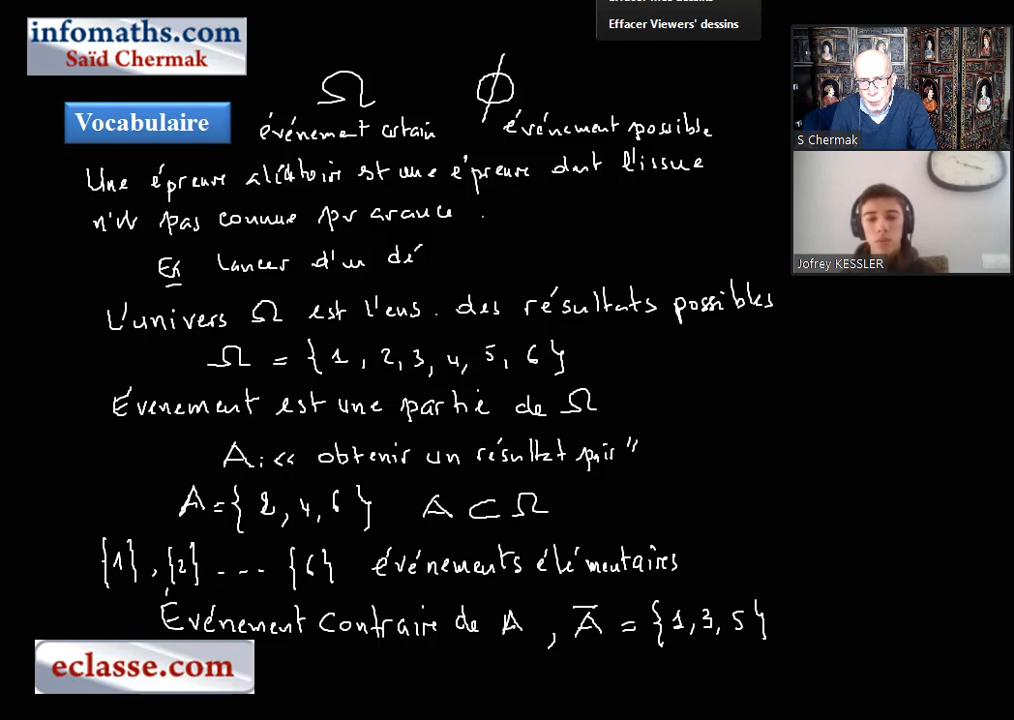 Effacer Viewers' dessins
infomaths.com
Saïd Chermak
Vocabulaire
Ω
ϕ
événement certain
événement possible
Une épreuve aléatoire est une épreuve dont l'issue
n'est pas connue par avance.
Ex Lancer d'un dé
L'univers Ω est l'ens. des résultats possibles
Ω = {1, 2, 3, 4, 5, 6}
Évenement est une partie de Ω
A : « obtenir un résultat pair "
A = {2, 4, 6} A ⊂ Ω
{1}, {2} --- {6} événements élémentaires
Événement Contraire de A, A̅ = {1, 3, 5}
eclasse.com
S Chermak
Jofrey KESSLER